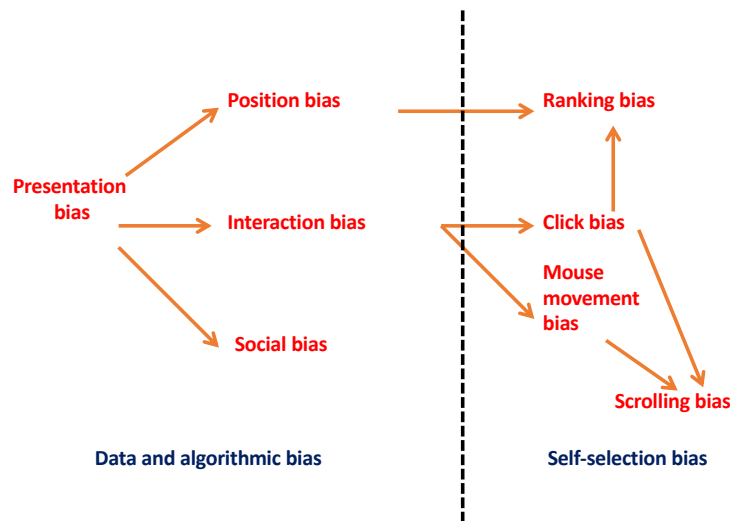 Position bias
Ranking bias
Presentation
bias
Interaction bias
Click bias
Mouse
movement
bias
Social bias
Scrolling bias
Data and algorithmic bias
Self-selection bias